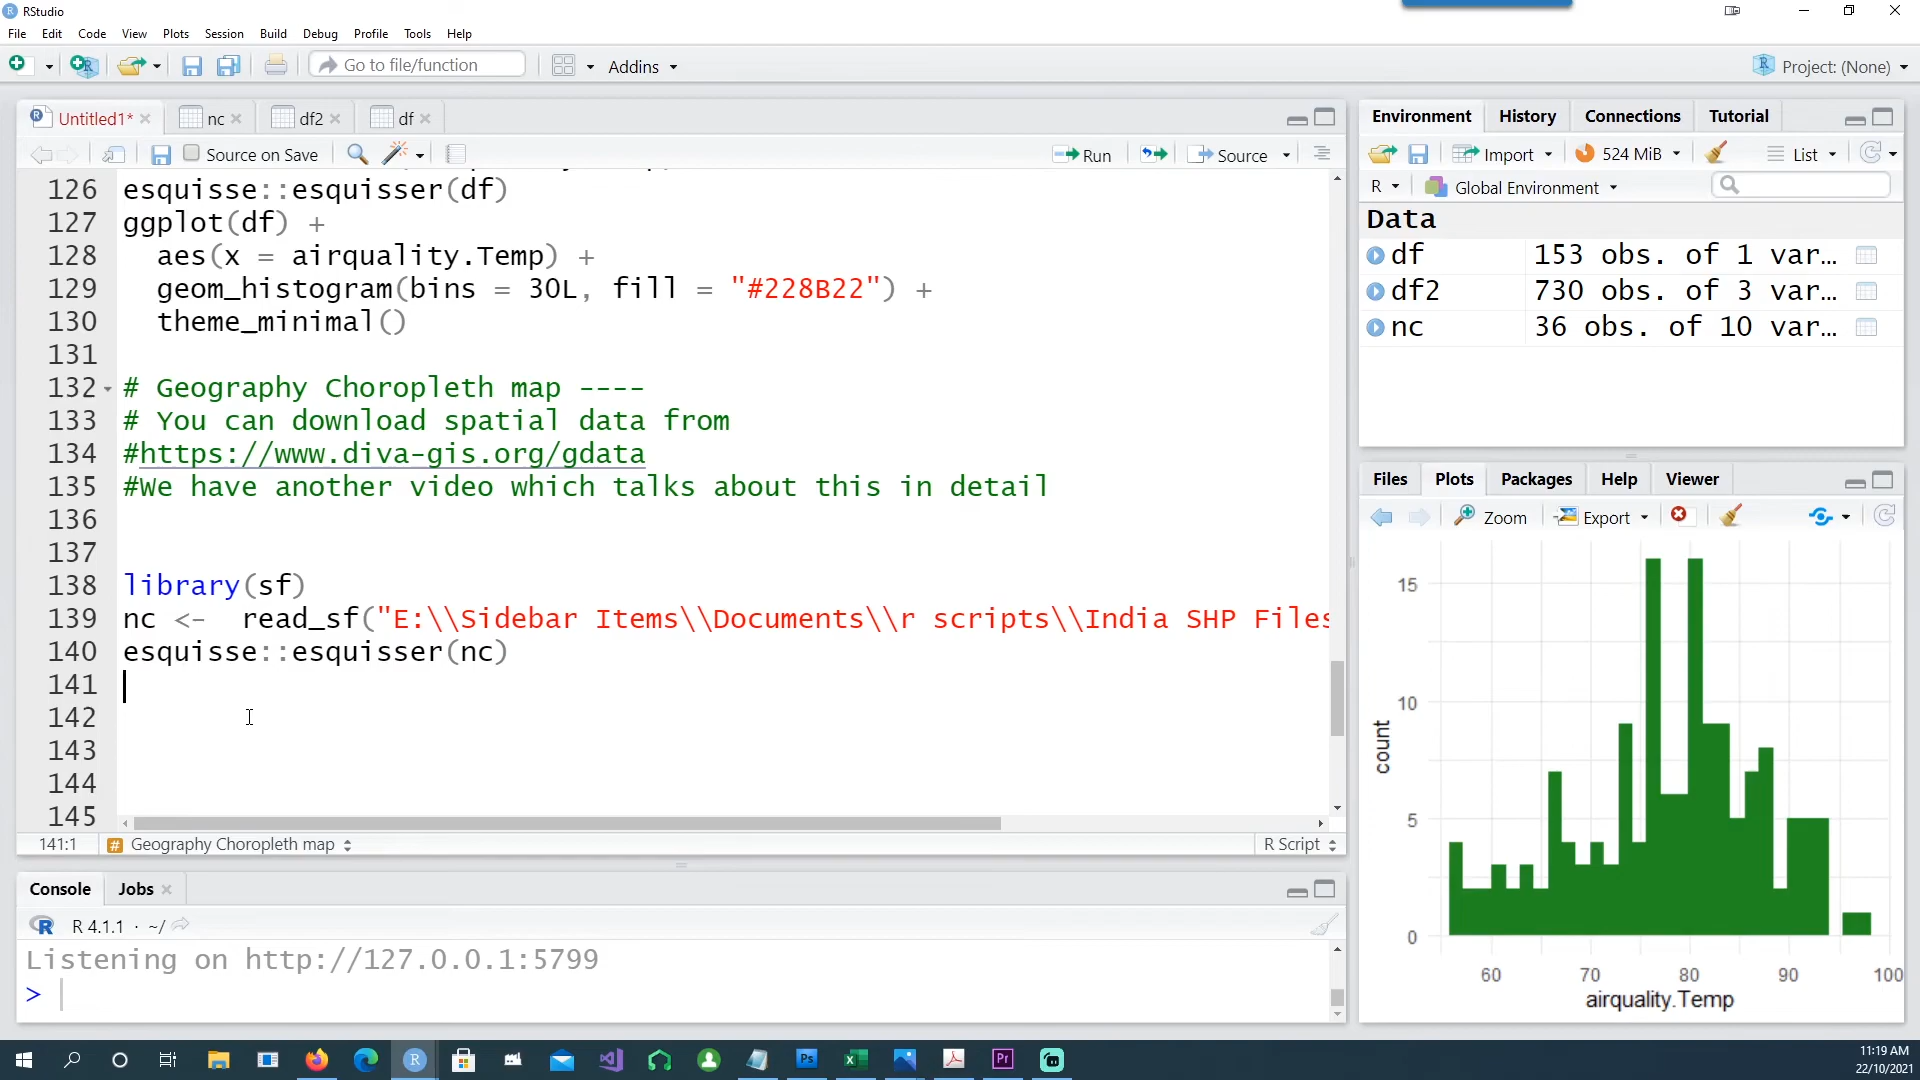 RStudio
File Edit Code View Plots Session Build Debug Profile Tools Help
Go to file/function Addins Project: (None)
Untitled1* nc df2 df
Source on Save Run Source
126 esquisse::esquisser(df)
127 ggplot(df) +
128 aes(x = airquality.Temp) +
129 geom_histogram(bins = 30L, fill = "#228B22") +
130 theme_minimal()
131
132 # Geography Choropleth map ----
133 # You can download spatial data from
134 #https://www.diva-gis.org/gdata
135 #We have another video which talks about this in detail
136
137
138 library(sf)
139 nc <- read_sf("E:\\Sidebar Items\\Documents\\r scripts\\India SHP Files
140 esquisse::esquisser(nc)
141
142
143
144
145
141:1 # Geography Choropleth map R Script
Console Jobs
R 4.1.1 · ~/
Listening on http://127.0.0.1:5799
>
Environment History Connections Tutorial
Import 524 MiB List
R Global Environment
Data
df 153 obs. of 1 var…
df2 730 obs. of 3 var…
nc 36 obs. of 10 var…
Files Plots Packages Help Viewer
Zoom Export
15
10
5
0
count
60 70 80 90 100
airquality.Temp
Ps Pr
11:19 AM
22/10/2021